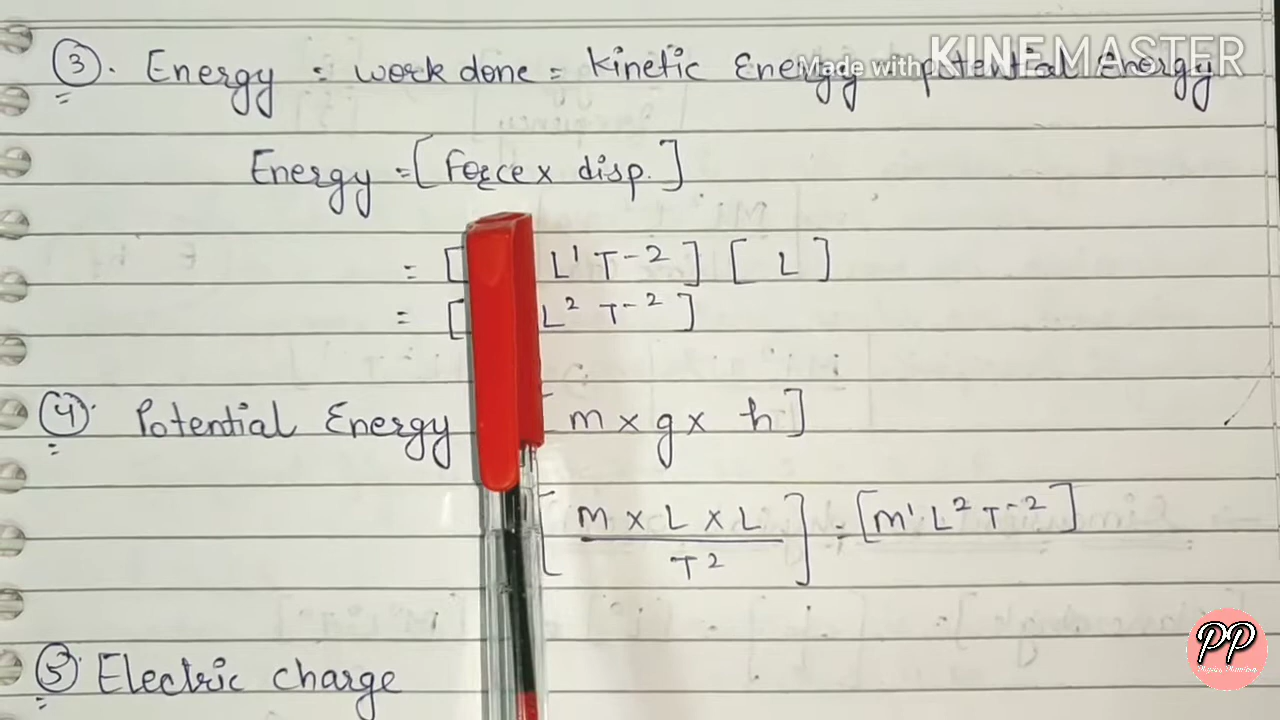 ③. Energy = work done = kinetic Energy = potential Energy
Made with KINEMASTER
Energy = [Force x disp.]
= [ L¹ T-2] [ L ]
= [ L² T-2]
④. Potential Energy [ m x g x h ]
[ M x L x L / T² ] = [M¹ L² T-2]
⑤. Electric charge
PP